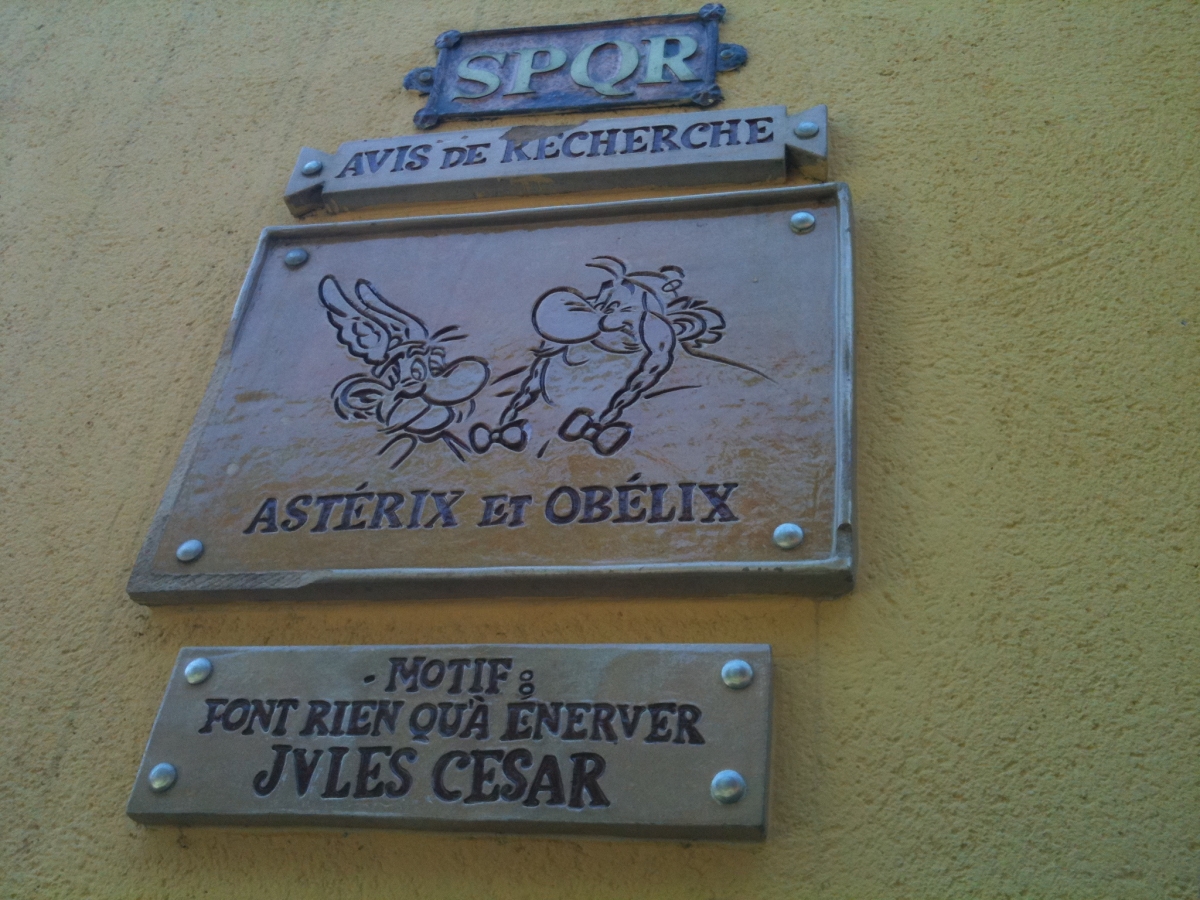 SPQR
AVIS DE RECHERCHE
ASTÉRIX ET OBÉLIX
- MOTIF :
FONT RIEN QU'À ÉNERVER
JVLES CESAR